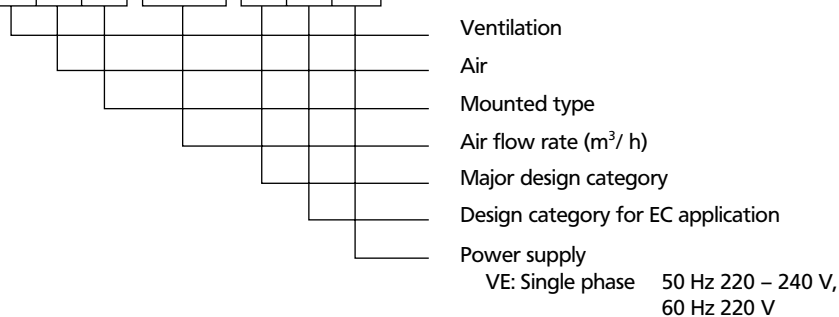 Ventilation
Air
Mounted type
Air flow rate (m³/ h)
Major design category
Design category for EC application
Power supply
VE: Single phase 50 Hz 220 – 240 V,
60 Hz 220 V